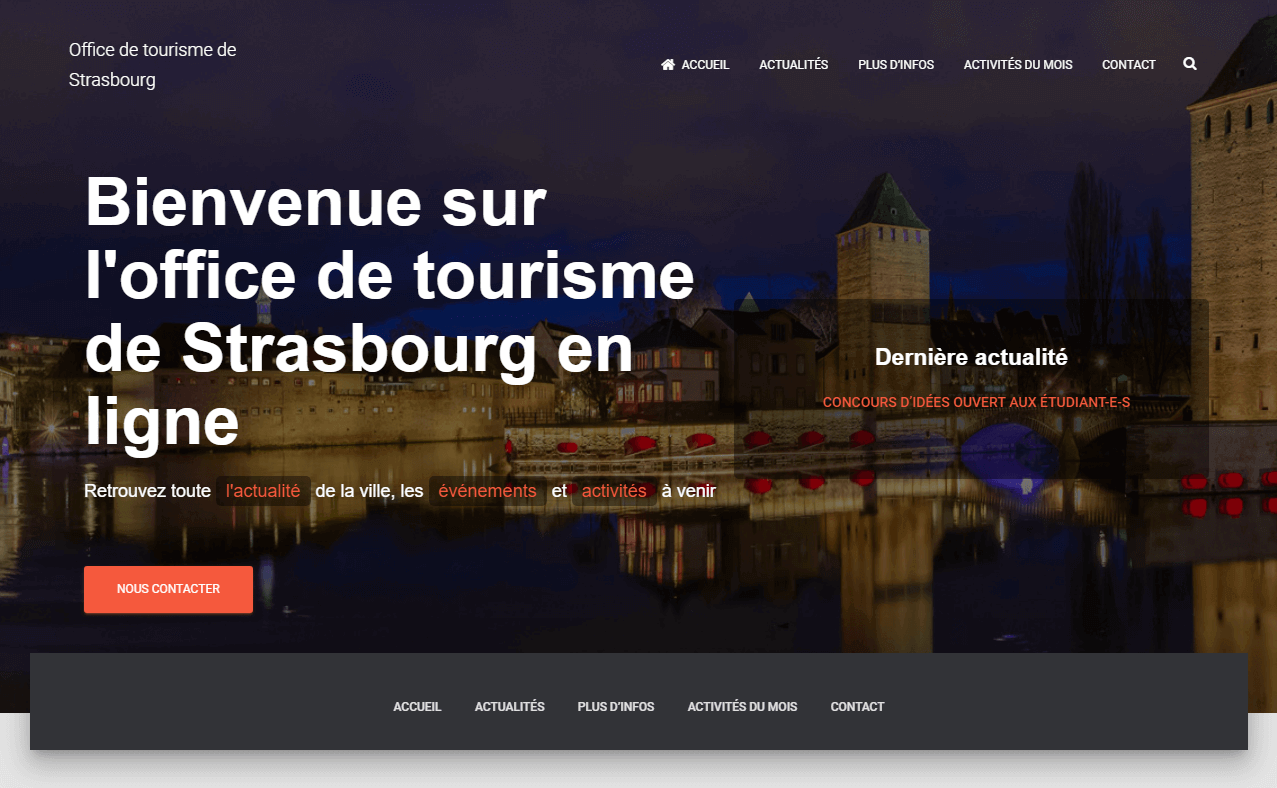 Office de tourisme de
Strasbourg
ACCUEIL ACTUALITÉS PLUS D'INFOS ACTIVITÉS DU MOIS CONTACT
Bienvenue sur
l'office de tourisme
de Strasbourg en
ligne
Dernière actualité
CONCOURS D'IDÉES OUVERT AUX ÉTUDIANT-E-S
Retrouvez toute l'actualité de la ville, les événements et activités à venir
NOUS CONTACTER
ACCUEIL ACTUALITÉS PLUS D'INFOS ACTIVITÉS DU MOIS CONTACT